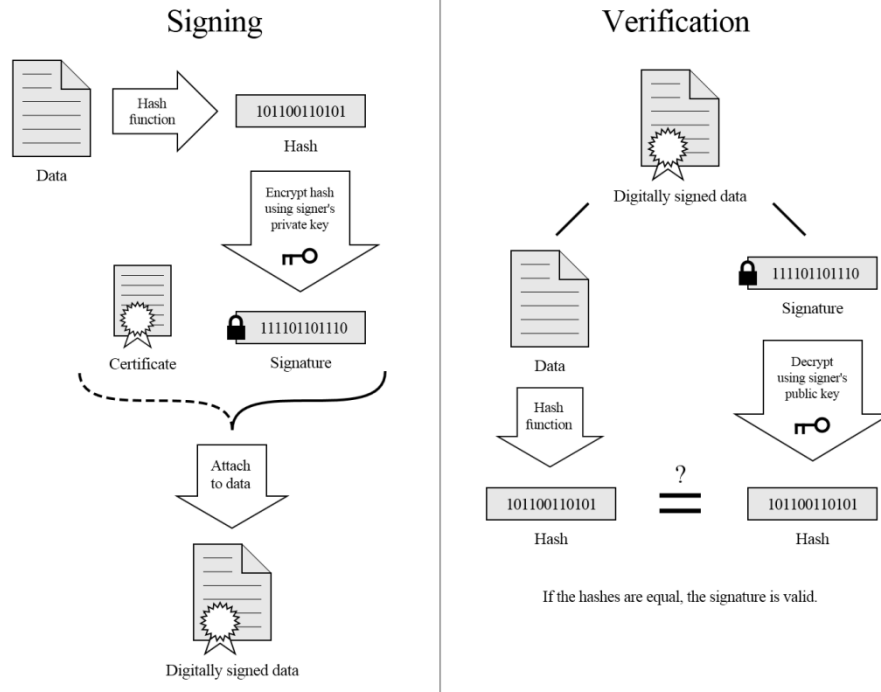 Signing
Data
Hash
function
101100110101
Hash
Encrypt hash
using signer's
private key
Certificate
111101101110
Signature
Attach
to data
Digitally signed data
Verification
Digitally signed data
Data
111101101110
Signature
Hash
function
Decrypt
using signer's
public key
101100110101
Hash
?
=
101100110101
Hash
If the hashes are equal, the signature is valid.